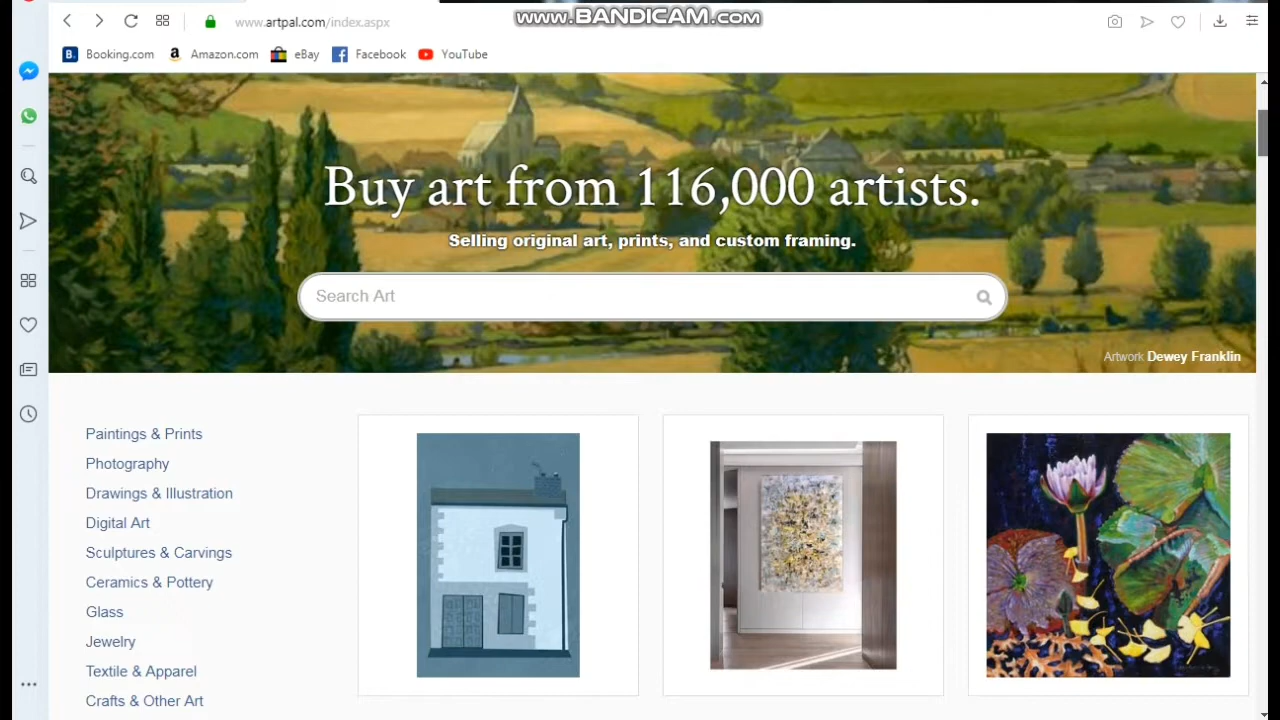 www.BANDICAM.com
www.artpal.com/index.aspx
B. Booking.com a Amazon.com eBay Facebook YouTube
Buy art from 116,000 artists.
Selling original art, prints, and custom framing.
Search Art
Artwork Dewey Franklin
Paintings & Prints
Photography
Drawings & Illustration
Digital Art
Sculptures & Carvings
Ceramics & Pottery
Glass
Jewelry
Textile & Apparel
Crafts & Other Art